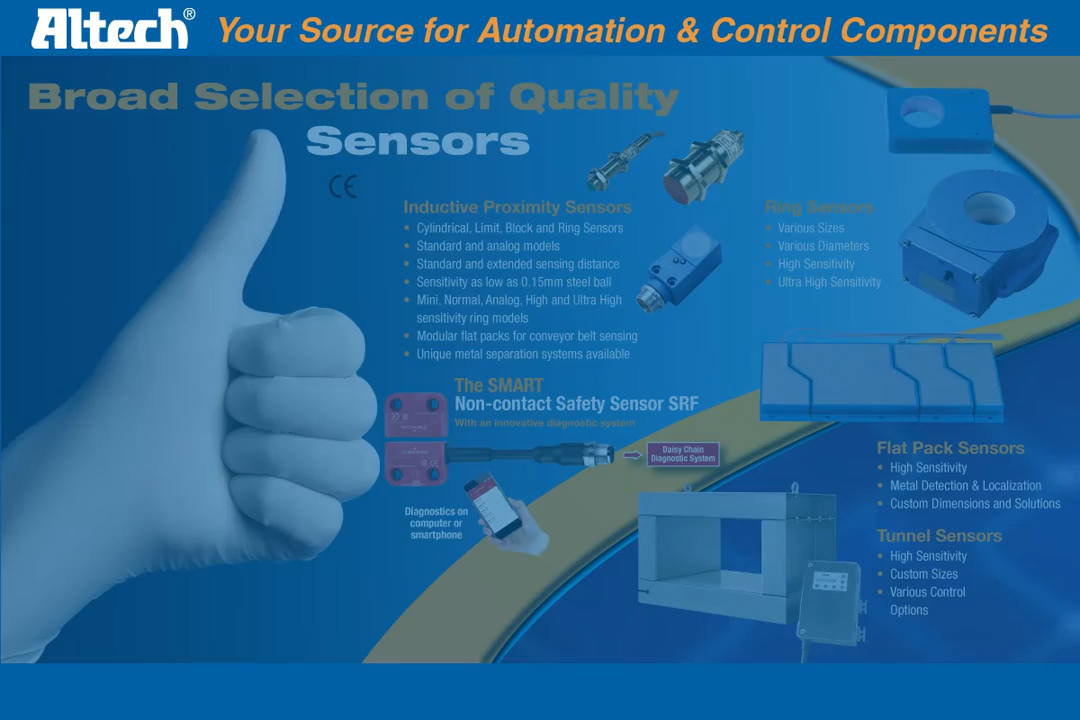 Altech®
Your Source for Automation & Control Components
Broad Selection of Quality
Sensors
CE
Inductive Proximity Sensors
• Cylindrical, Limit, Block and Ring Sensors
• Standard and analog models
• Standard and extended sensing distance
• Sensitivity as low as 0.15mm steel ball
• Mini, Normal, Analog, High and Ultra High
sensitivity ring models
• Modular flat packs for conveyor belt sensing
• Unique metal separation systems available
Ring Sensors
• Various Sizes
• Various Diameters
• High Sensitivity
• Ultra High Sensitivity
The SMART
Non-contact Safety Sensor SRF
With an innovative diagnostic system
Daisy Chain
Diagnostic System
Diagnostics on
computer or
smartphone
Flat Pack Sensors
• High Sensitivity
• Metal Detection & Localization
• Custom Dimensions and Solutions
Tunnel Sensors
• High Sensitivity
• Custom Sizes
• Various Control
Options